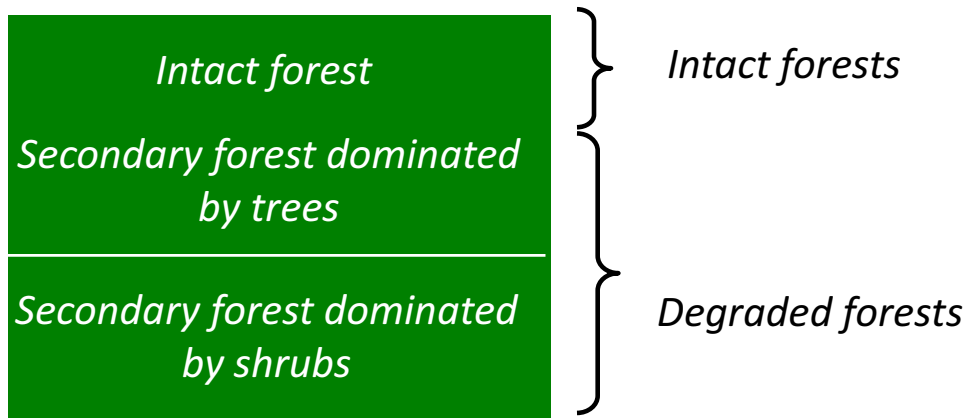 Intact forest
Intact forests
Secondary forest dominated
by trees
Secondary forest dominated
by shrubs
Degraded forests